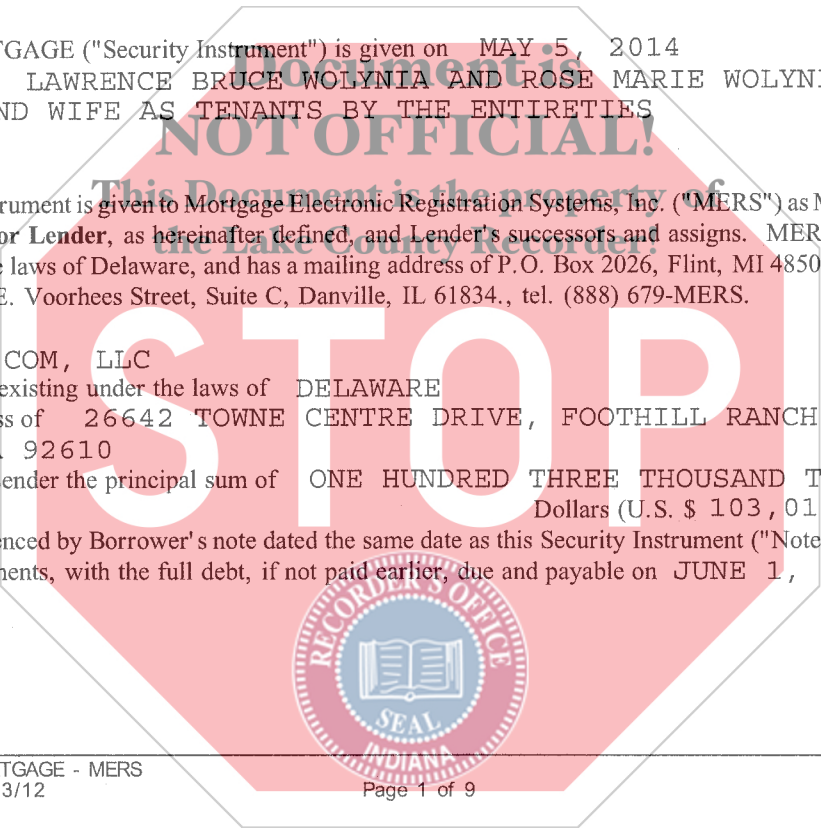 TGAGE ("Security Instrument") is given on MAY 5, 2014
LAWRENCE BRUCE WOLYNIA AND ROSE MARIE WOLYNI
ND WIFE AS TENANTS BY THE ENTIRETIES
Document is
NOT OFFICIAL!
This Document is the property of
the Lake County Recorder!
rument is given to Mortgage Electronic Registration Systems, Inc. ("MERS") as M
or Lender, as hereinafter defined, and Lender's successors and assigns. MER
e laws of Delaware, and has a mailing address of P.O. Box 2026, Flint, MI 4850
E. Voorhees Street, Suite C, Danville, IL 61834., tel. (888) 679-MERS.
STOP
COM, LLC
existing under the laws of DELAWARE
ss of 26642 TOWNE CENTRE DRIVE, FOOTHILL RANCH
A 92610
ender the principal sum of ONE HUNDRED THREE THOUSAND T
Dollars (U.S. $ 103,01
enced by Borrower's note dated the same date as this Security Instrument ("Note
nents, with the full debt, if not paid earlier, due and payable on JUNE 1,
RECORDER'S OFFICE
SEAL
INDIANA
TGAGE - MERS
3/12
Page 1 of 9